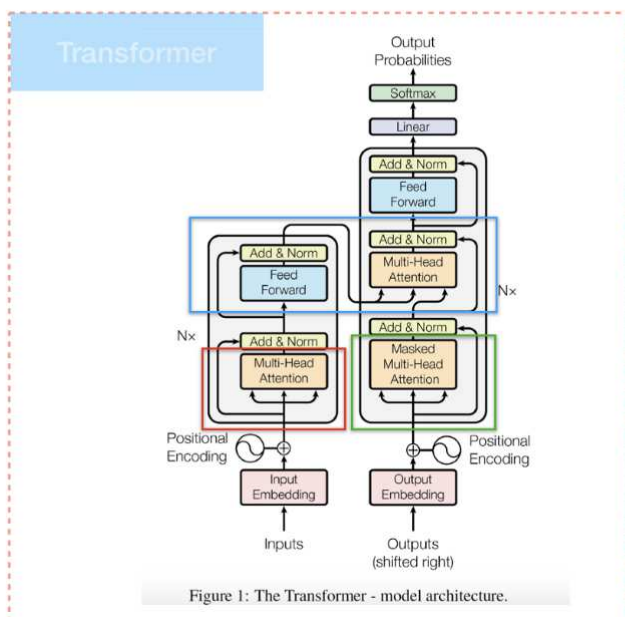 Transformer
Output
Probabilities
Softmax
Linear
Add & Norm
Feed
Forward
Add & Norm
Multi-Head
Attention
Nx
Add & Norm
Masked
Multi-Head
Attention
Add & Norm
Feed
Forward
Nx
Add & Norm
Multi-Head
Attention
Positional
Encoding
Positional
Encoding
Input
Embedding
Output
Embedding
Inputs
Outputs
(shifted right)
Figure 1: The Transformer - model architecture.